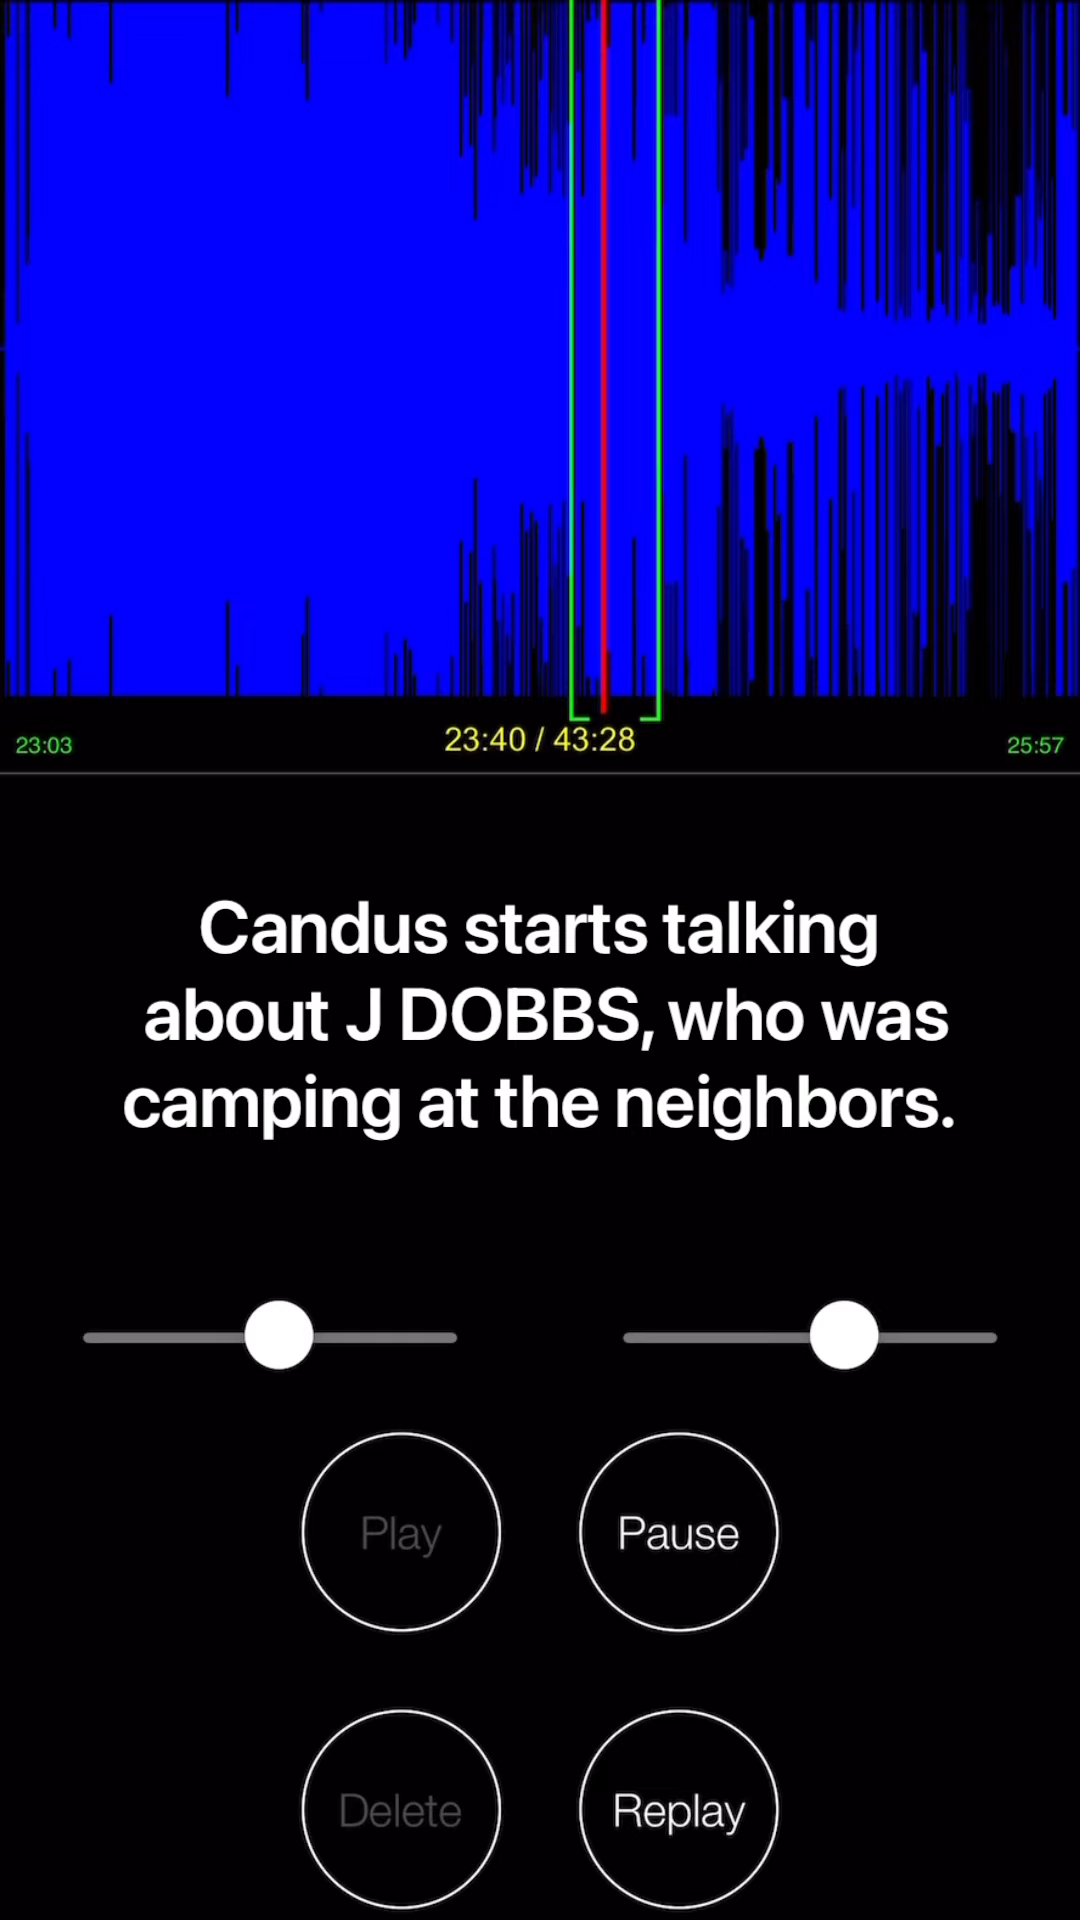 23:03
23:40 / 43:28
25:57
Candus starts talking
about J DOBBS, who was
camping at the neighbors.
Play
Pause
Delete
Replay